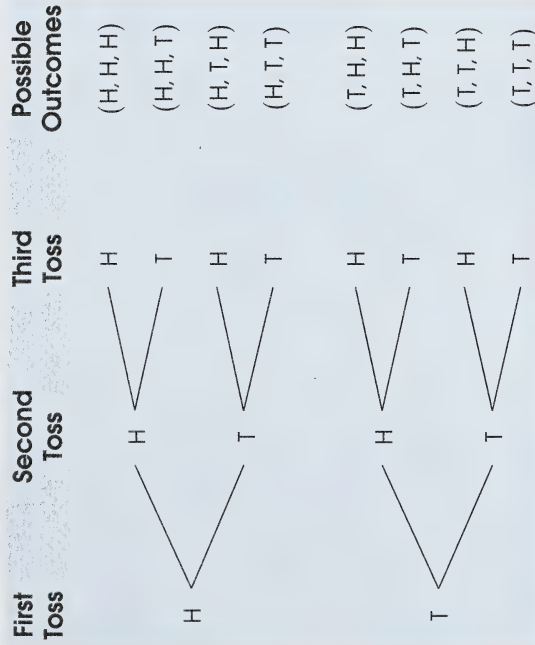 First Toss
Second Toss
Third Toss
Possible Outcomes
H
H
H
(H, H, H)
T
(H, H, T)
T
H
(H, T, H)
T
(H, T, T)
T
H
H
(T, H, H)
T
(T, H, T)
T
H
(T, T, H)
T
(T, T, T)